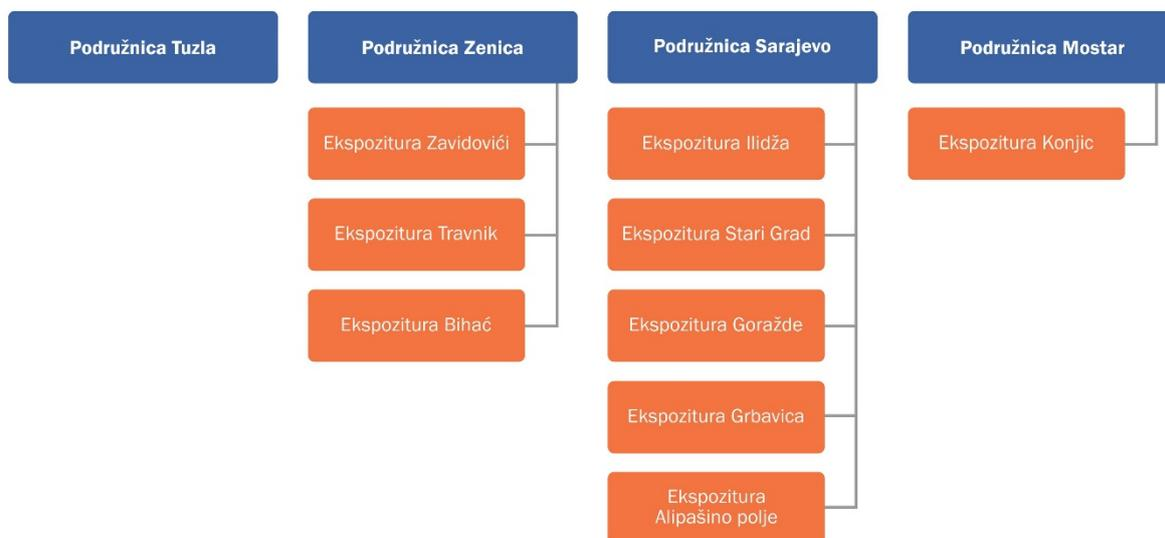 Podružnica Tuzla
Podružnica Zenica
Ekspozitura Zavidovići
Ekspozitura Travnik
Ekspozitura Bihać
Podružnica Sarajevo
Ekspozitura Ilidža
Ekspozitura Stari Grad
Ekspozitura Goražde
Ekspozitura Grbavica
Ekspozitura
Alipašino polje
Podružnica Mostar
Ekspozitura Konjic